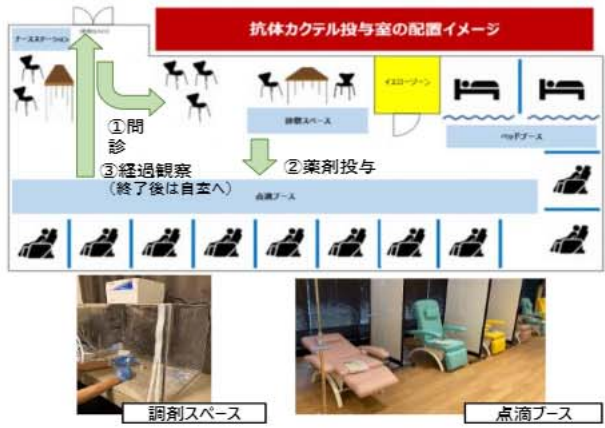 抗体カクテル投与室の配置イメージ
ナースステーション
イエローゾーン
①問
診
診察スペース
ベッドブース
③経過観察
(終了後は自室へ)
②薬剤投与
点滴ブース
調剤スペース
点滴ブース